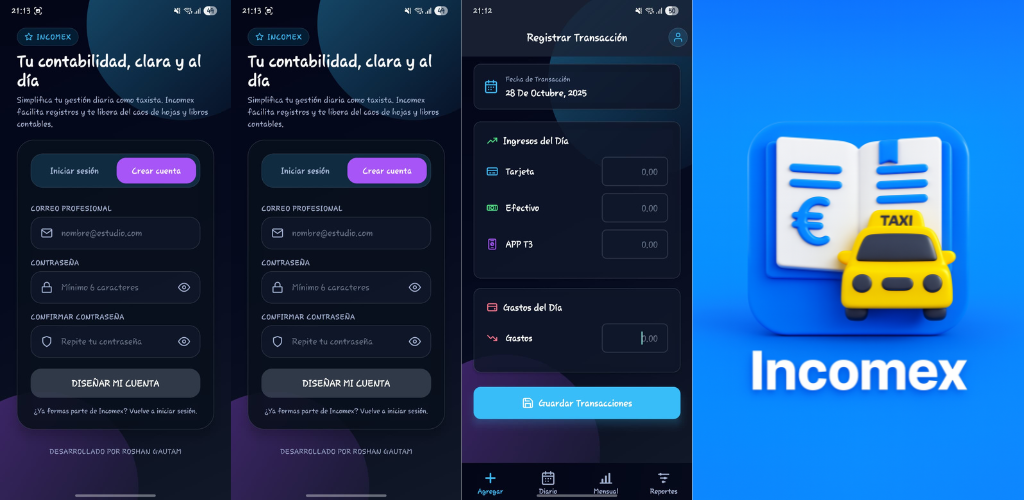 21:13
49
INCOMEX
Tu contabilidad, clara y al
día
Simplifica tu gestión diaria como taxista. Incomex
facilita registros y te libera del caos de hojas y libros
contables.
Iniciar sesión
Crear cuenta
CORREO PROFESIONAL
nombre@estudio.com
CONTRASEÑA
Mínimo 6 caracteres
CONFIRMAR CONTRASEÑA
Repite tu contraseña
DISEÑAR MI CUENTA
¿Ya formas parte de Incomex? Vuelve a iniciar sesión.
DESARROLLADO POR ROSHAN GAUTAM
21:13
49
INCOMEX
Tu contabilidad, clara y al
día
Simplifica tu gestión diaria como taxista. Incomex
facilita registros y te libera del caos de hojas y libros
contables.
Iniciar sesión
Crear cuenta
CORREO PROFESIONAL
nombre@estudio.com
CONTRASEÑA
Mínimo 6 caracteres
CONFIRMAR CONTRASEÑA
Repite tu contraseña
DISEÑAR MI CUENTA
¿Ya formas parte de Incomex? Vuelve a iniciar sesión.
DESARROLLADO POR ROSHAN GAUTAM
21:12
50
Registrar Transacción
Fecha de Transacción
28 De Octubre, 2025
Ingresos del Día
Tarjeta
0,00
Efectivo
0,00
APP T3
0,00
Gastos del Día
Gastos
0,00
Guardar Transacciones
Agregar
Diario
Mensual
Reportes
€
TAXI
Incomex